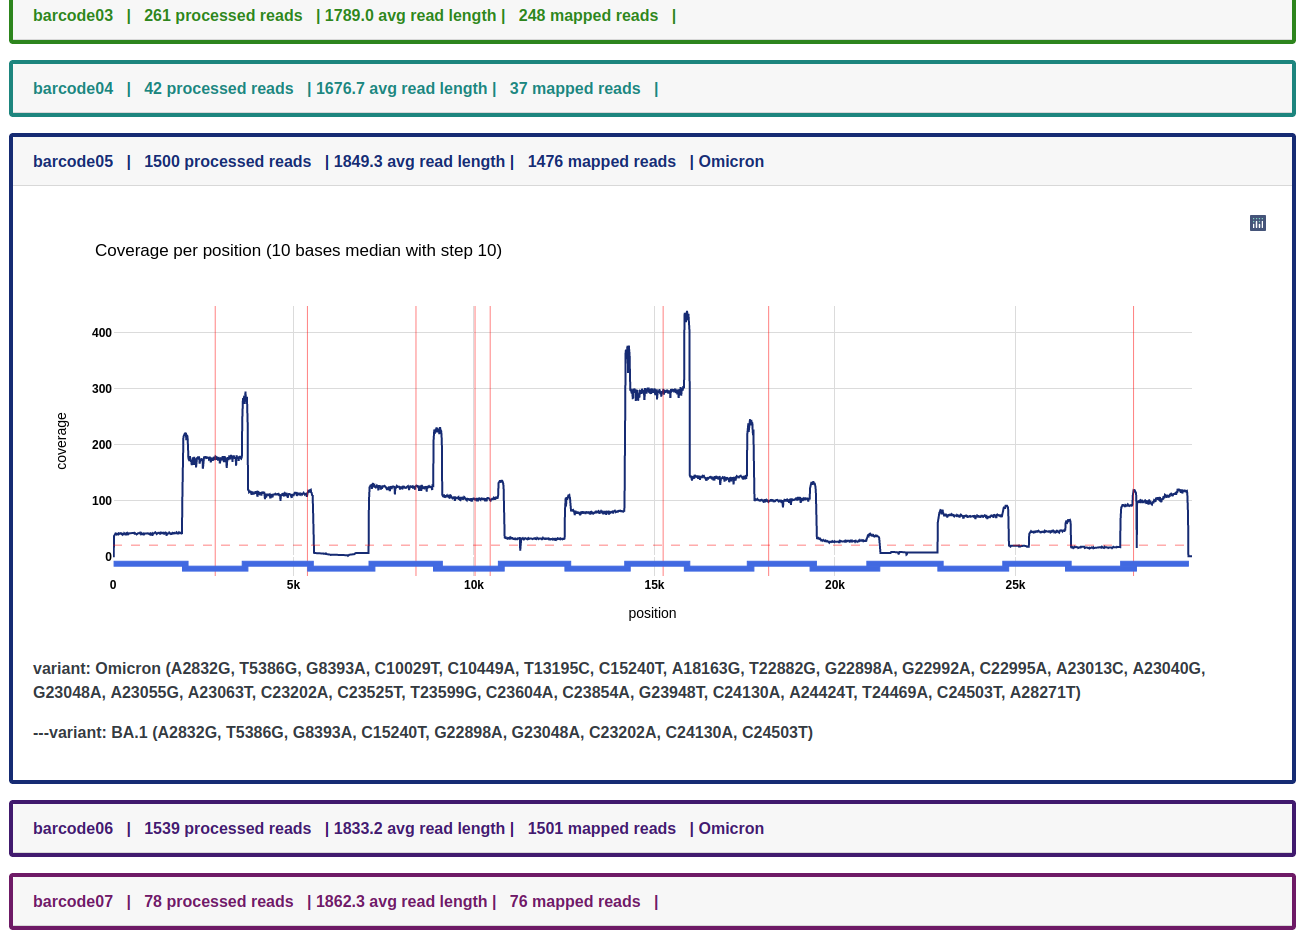 barcode03 | 261 processed reads | 1789.0 avg read length | 248 mapped reads |
barcode04 | 42 processed reads | 1676.7 avg read length | 37 mapped reads |
barcode05 | 1500 processed reads | 1849.3 avg read length | 1476 mapped reads | Omicron
Coverage per position (10 bases median with step 10)
400
300
200
100
0
coverage
0 5k 10k 15k 20k 25k
position
variant: Omicron (A2832G, T5386G, G8393A, C10029T, C10449A, T13195C, C15240T, A18163G, T22882G, G22898A, G22992A, C22995A, A23013C, A23040G,
G23048A, A23055G, A23063T, C23202A, C23525T, T23599G, C23604A, C23854A, G23948T, C24130A, A24424T, T24469A, C24503T, A28271T)
---variant: BA.1 (A2832G, T5386G, G8393A, C15240T, G22898A, G23048A, C23202A, C24130A, C24503T)
barcode06 | 1539 processed reads | 1833.2 avg read length | 1501 mapped reads | Omicron
barcode07 | 78 processed reads | 1862.3 avg read length | 76 mapped reads |